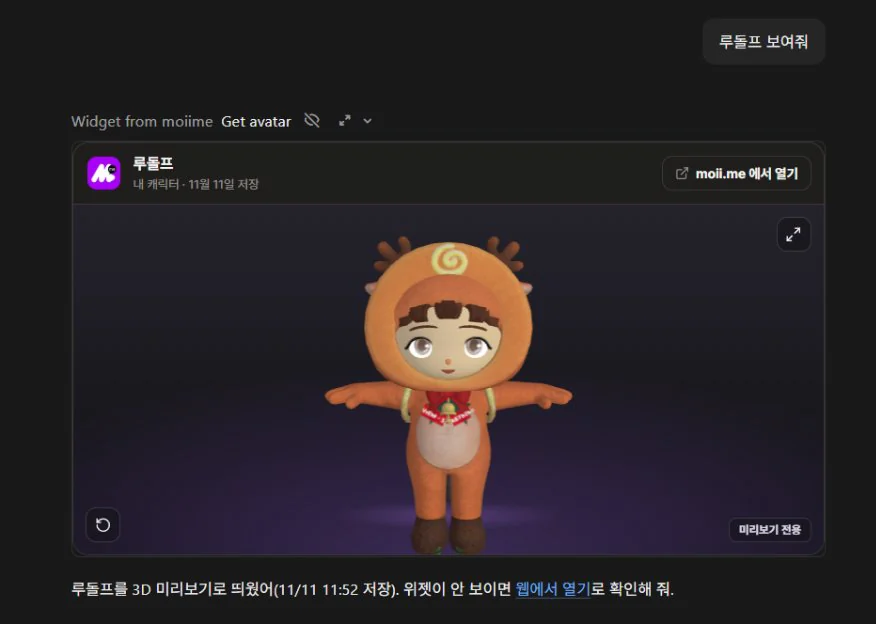 루돌프 보여줘
Widget from moiime Get avatar
루돌프
내 캐릭터 · 11월 11일 저장
moii.me 에서 열기
미리보기 전용
루돌프를 3D 미리보기로 띄웠어(11/11 11:52 저장). 위젯이 안 보이면 웹에서 열기로 확인해 줘.